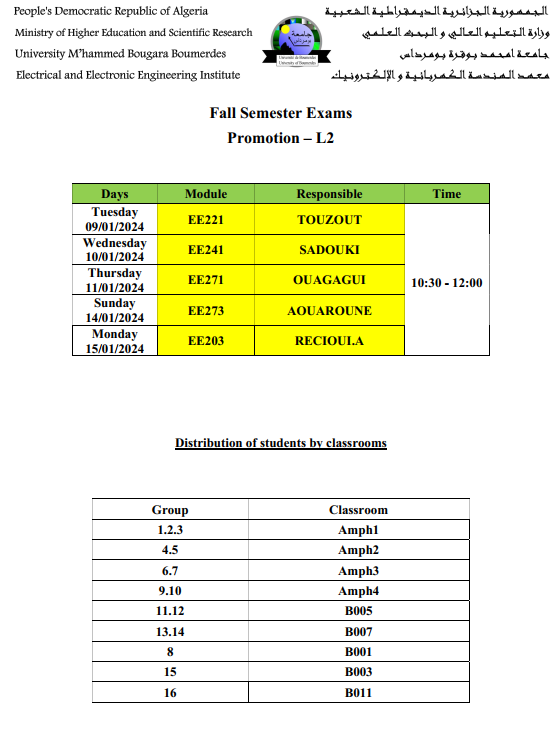 People's Democratic Republic of Algeria
الجمهورية الجزائرية الديمقراطية الشعبية
Ministry of Higher Education and Scientific Research
وزارة التعليم العالي و البحث العلمي
University M'hammed Bougara Boumerdes
جامعة امحمد بوقرة بومرداس
Electrical and Electronic Engineering Institute
معهد الهندسة الكهربائية و الإلكترونيك
جامعة
بومرداس
Université de Boumerdes
University of Boumerdes
Fall Semester Exams
Promotion – L2
Days Module Responsible Time
Tuesday
09/01/2024 EE221 TOUZOUT
Wednesday
10/01/2024 EE241 SADOUKI
Thursday
11/01/2024 EE271 OUAGAGUI
10:30 - 12:00
Sunday
14/01/2024 EE273 AOUAROUNE
Monday
15/01/2024 EE203 RECIOUI.A
Distribution of students by classrooms
Group Classroom
1.2.3 Amph1
4.5 Amph2
6.7 Amph3
9.10 Amph4
11.12 B005
13.14 B007
8 B001
15 B003
16 B011